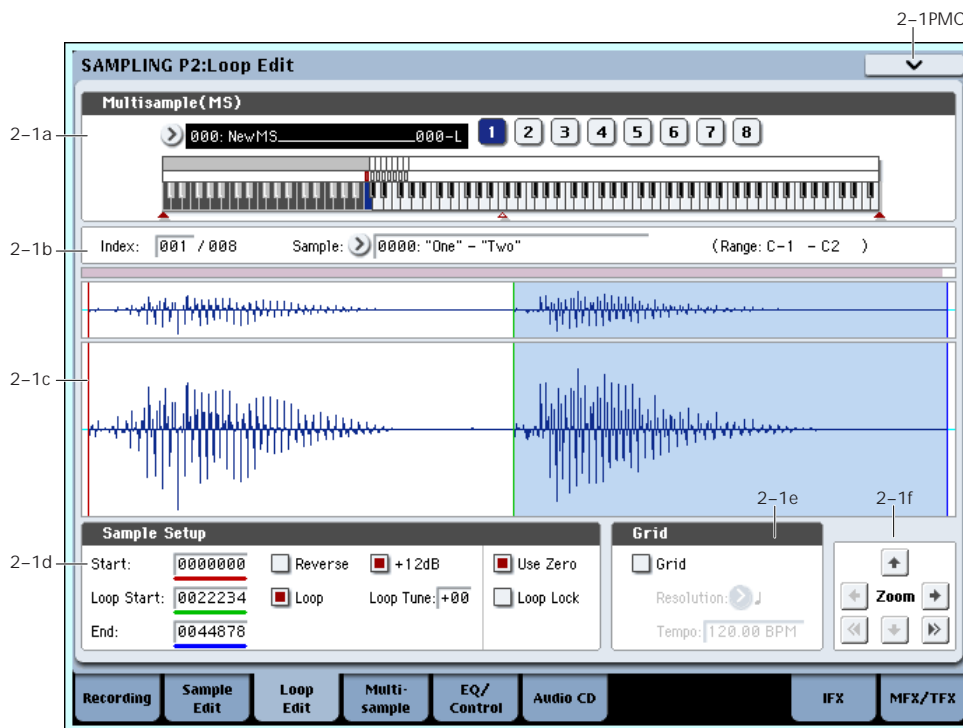 2-1PMC
SAMPLING P2:Loop Edit
Multisample(MS)
2-1a
000: NewMS____________________000-L 1 2 3 4 5 6 7 8
2-1b
Index: 001 /008 Sample: 0000: "One" - "Two" (Range: C-1 - C2 )
2-1c
2-1e 2-1f
Sample Setup Grid
2-1d
Start: 0000000 Reverse +12dB Use Zero Grid
Loop Start: 0022234 Loop Loop Tune: +00 Loop Lock Resolution: ♩ Zoom
End: 0044878 Tempo: 120.00 BPM
Recording Sample Edit Loop Edit Multi-sample EQ/Control Audio CD IFX MFX/TFX